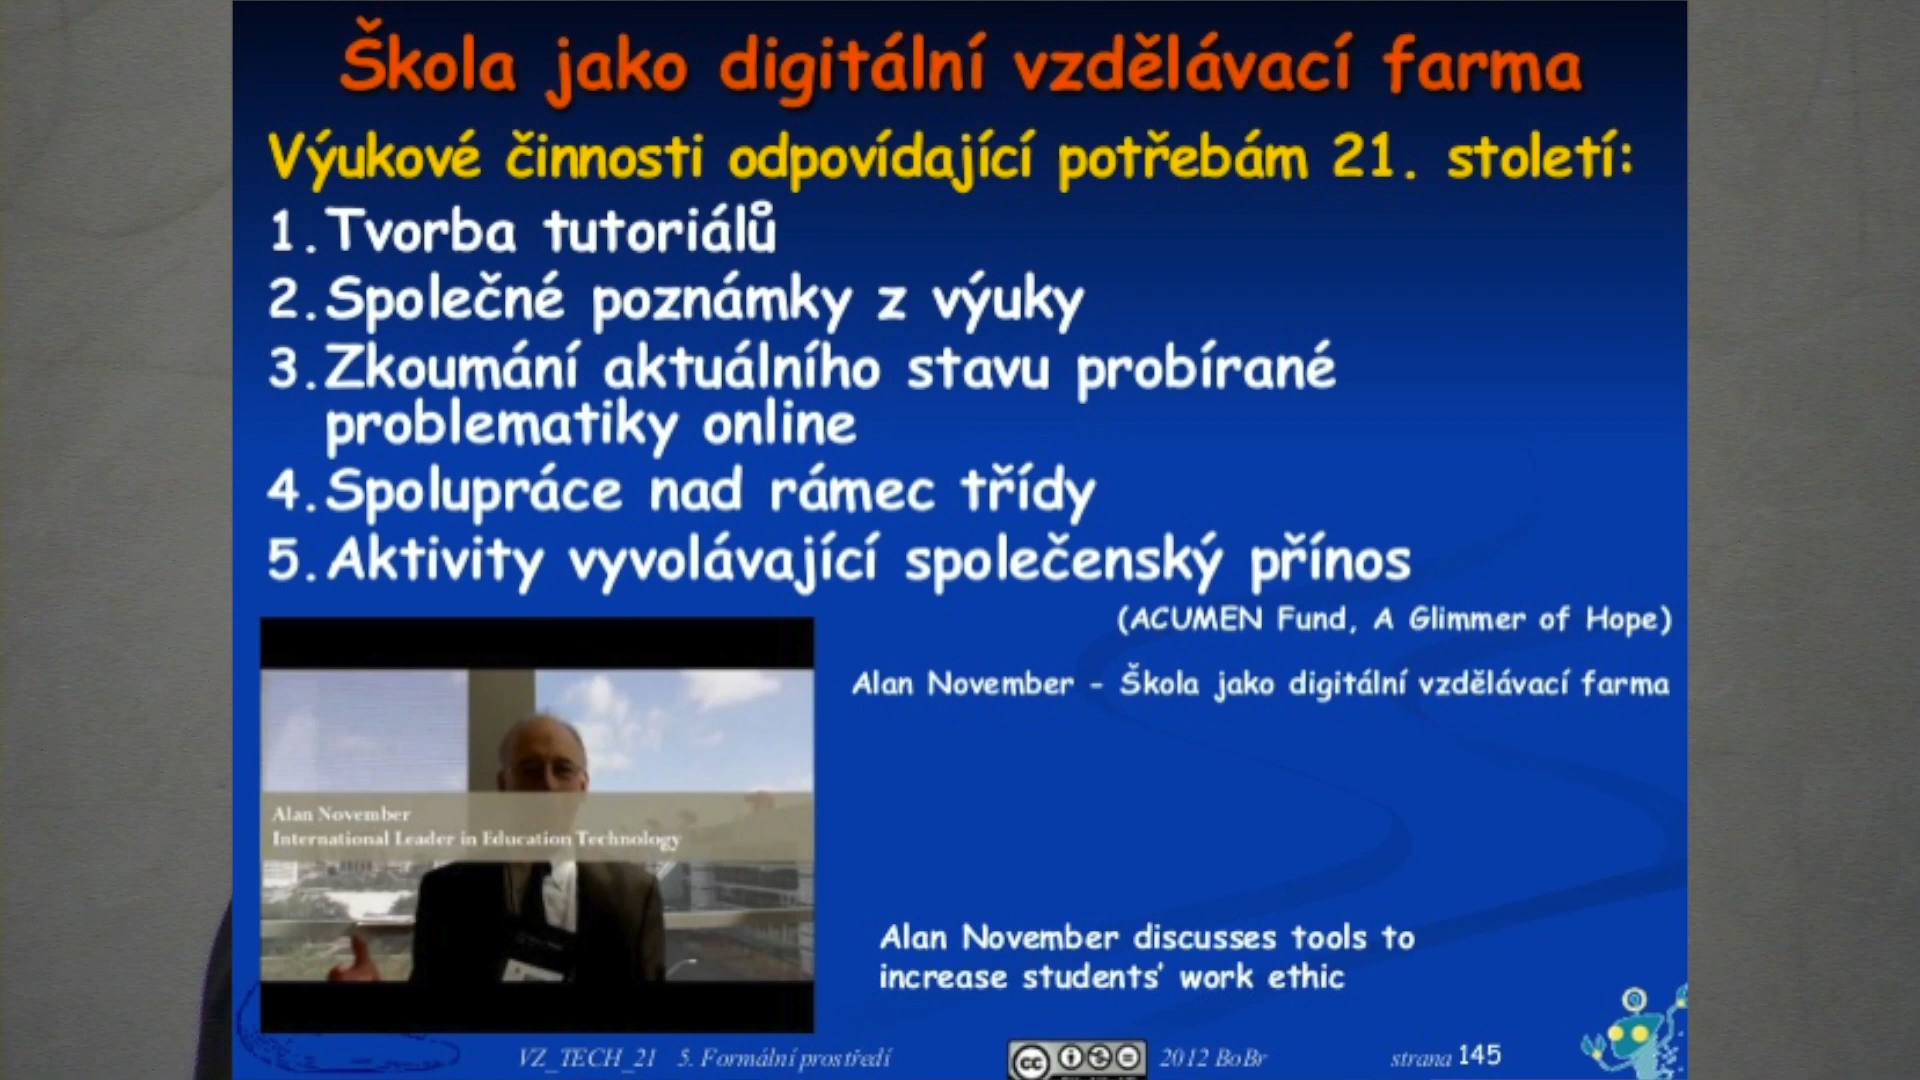 Škola jako digitální vzdělávací farma
Výukové činnosti odpovídající potřebám 21. století:
1. Tvorba tutoriálů
2. Společné poznámky z výuky
3. Zkoumání aktuálního stavu probírané
problematiky online
4. Spolupráce nad rámec třídy
5. Aktivity vyvolávající společenský přínos
(ACUMEN Fund, A Glimmer of Hope)
Alan November - Škola jako digitální vzdělávací farma
Alan November
International Leader in Education Technology
Alan November discusses tools to
increase students' work ethic
VZ_TECH_21 5. Formální prostředí
cc
2012 BoBr
strana 145